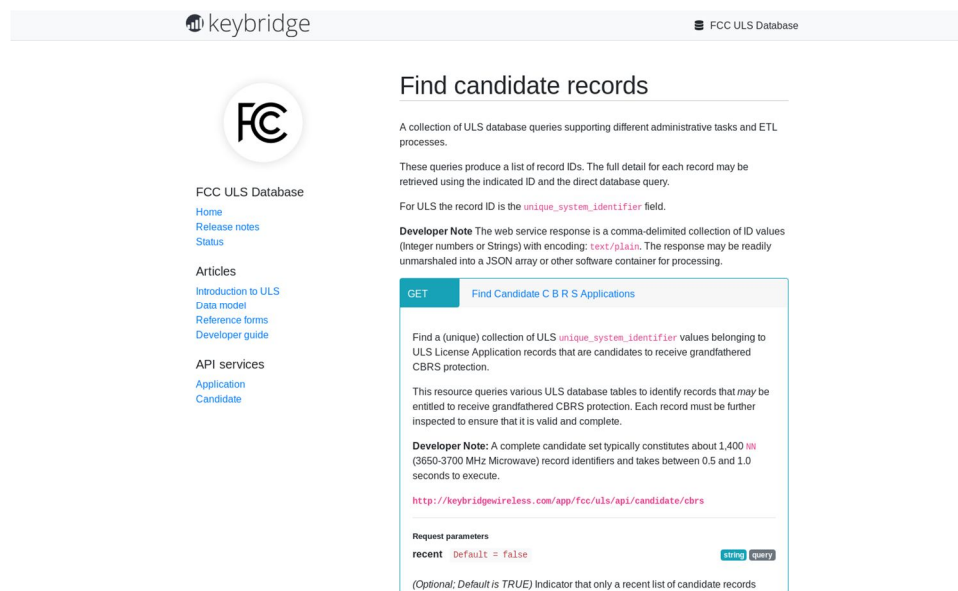 keybridge
FCC ULS Database
FC
FCC ULS Database
Home
Release notes
Status
Articles
Introduction to ULS
Data model
Reference forms
Developer guide
API services
Application
Candidate
Find candidate records
A collection of ULS database queries supporting different administrative tasks and ETL
processes.
These queries produce a list of record IDs. The full detail for each record may be
retrieved using the indicated ID and the direct database query.
For ULS the record ID is the unique_system_identifier field.
Developer Note The web service response is a comma-delimited collection of ID values
(Integer numbers or Strings) with encoding: text/plain. The response may be readily
unmarshaled into a JSON array or other software container for processing.
GET Find Candidate C B R S Applications
Find a (unique) collection of ULS unique_system_identifier values belonging to
ULS License Application records that are candidates to receive grandfathered
CBRS protection.
This resource queries various ULS database tables to identify records that may be
entitled to receive grandfathered CBRS protection. Each record must be further
inspected to ensure that it is valid and complete.
Developer Note: A complete candidate set typically constitutes about 1,400 NN
(3650-3700 MHz Microwave) record identifiers and takes between 0.5 and 1.0
seconds to execute.
http://keybridgewireless.com/app/fcc/uls/api/candidate/cbrs
Request parameters
recent Default = false string query
(Optional; Default is TRUE) Indicator that only a recent list of candidate records